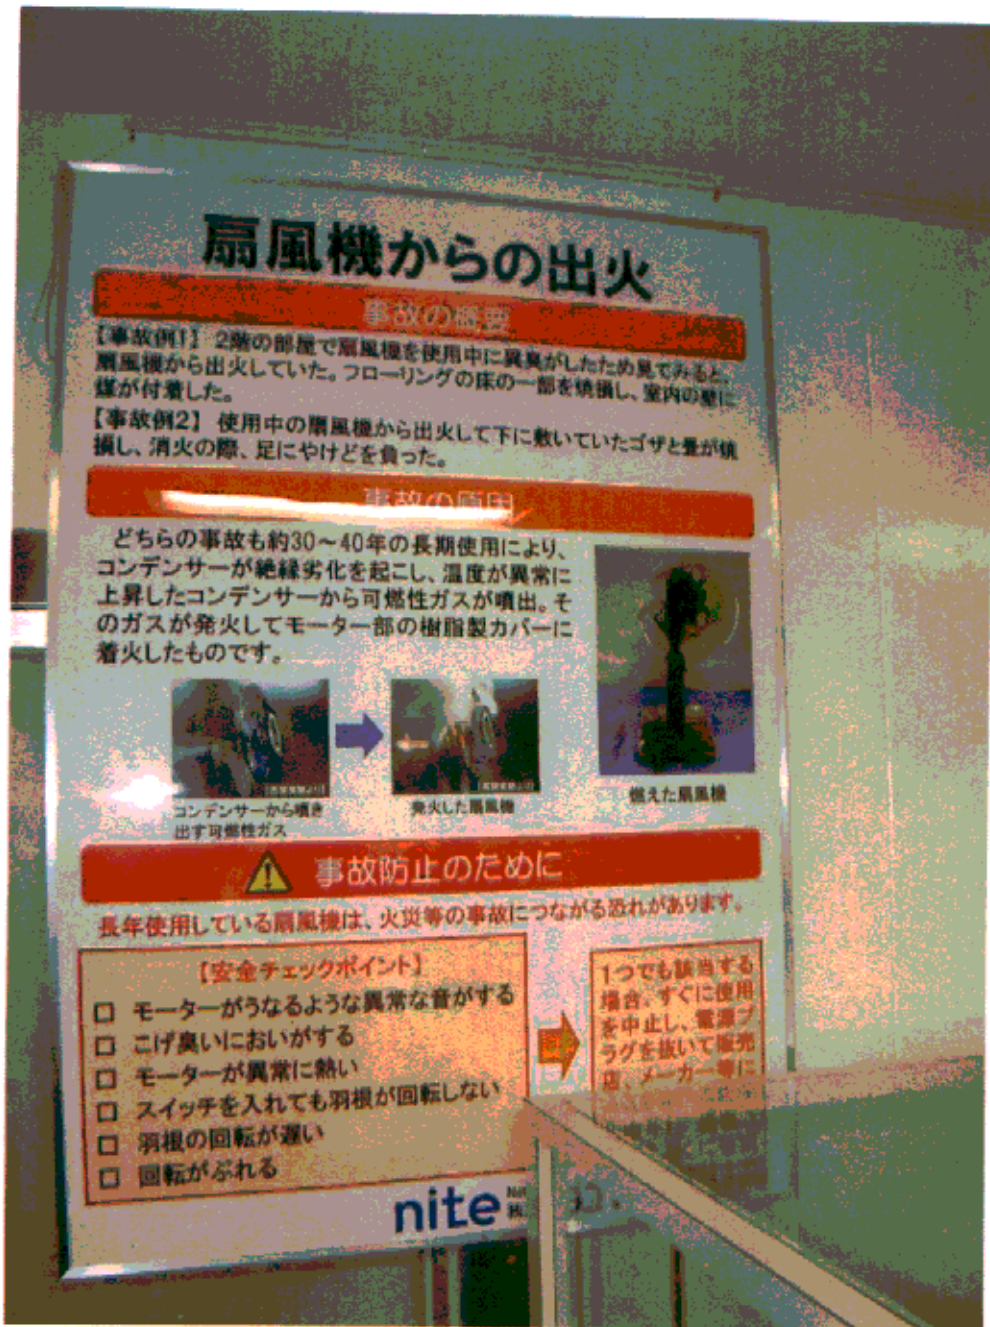 扇風機からの出火
事故の概要
【事故例1】 2階の部屋で扇風機を使用中に異臭がしたため見てみると、
扇風機から出火していた。フローリングの床の一部を焼損し、室内の壁に
煤が付着した。
【事故例2】 使用中の扇風機から出火して下に敷いていたゴザと畳が焼
損し、消火の際、足にやけどを負った。
事故の原因
どちらの事故も約30～40年の長期使用により、
コンデンサーが絶縁劣化を起こし、温度が異常に
上昇したコンデンサーから可燃性ガスが噴出。そ
のガスが発火してモーター部の樹脂製カバーに
着火したものです。
コンデンサーから噴き
出す可燃性ガス
発火した扇風機
燃えた扇風機
事故防止のために
長年使用している扇風機は、火災等の事故につながる恐れがあります。
【安全チェックポイント】
□ モーターがうなるような異常な音がする
□ こげ臭いにおいがする
□ モーターが異常に熱い
□ スイッチを入れても羽根が回転しない
□ 羽根の回転が遅い
□ 回転がぶれる
1つでも該当する
場合、すぐに使用
を中止し、電源プ
ラグを抜いて販売
店、メーカー等に
nite